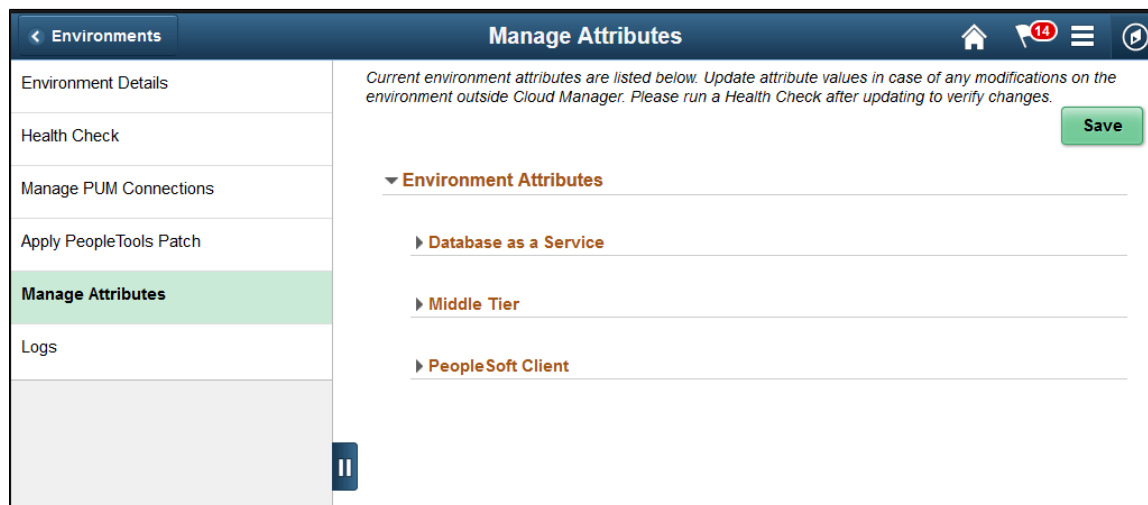 Environments
Manage Attributes
14
Environment Details
Health Check
Manage PUM Connections
Apply PeopleTools Patch
Manage Attributes
Logs
Current environment attributes are listed below. Update attribute values in case of any modifications on the
environment outside Cloud Manager. Please run a Health Check after updating to verify changes.
Save
Environment Attributes
Database as a Service
Middle Tier
PeopleSoft Client